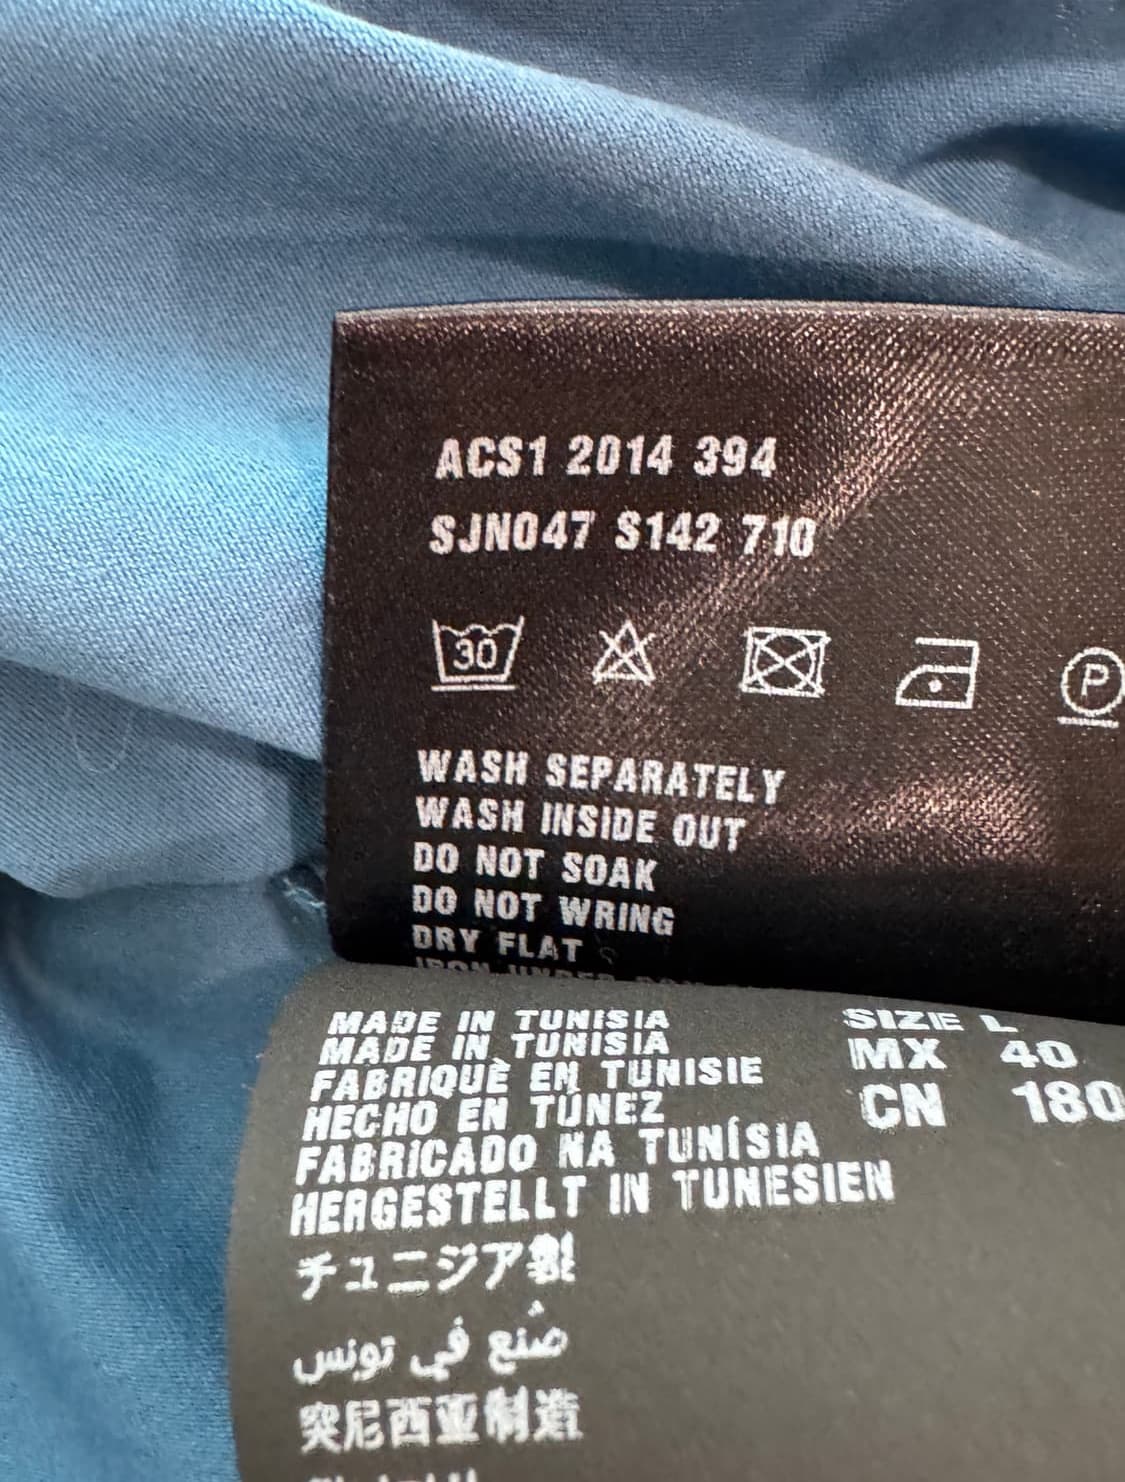 ACS1 2014 394
SJN047 S142 710
30
P
WASH SEPARATELY
WASH INSIDE OUT
DO NOT SOAK
DO NOT WRING
DRY FLAT
IRON UNDER
MADE IN TUNISIA
MADE IN TUNISIA
FABRIQUÈ EN TUNISIE
HECHO EN TÚNEZ
FABRICADO NA TUNÍSIA
HERGESTELLT IN TUNESIEN
チュニジア製
صُنع في تونس
突尼西亚制造
SIZE L
MX 40
CN 180